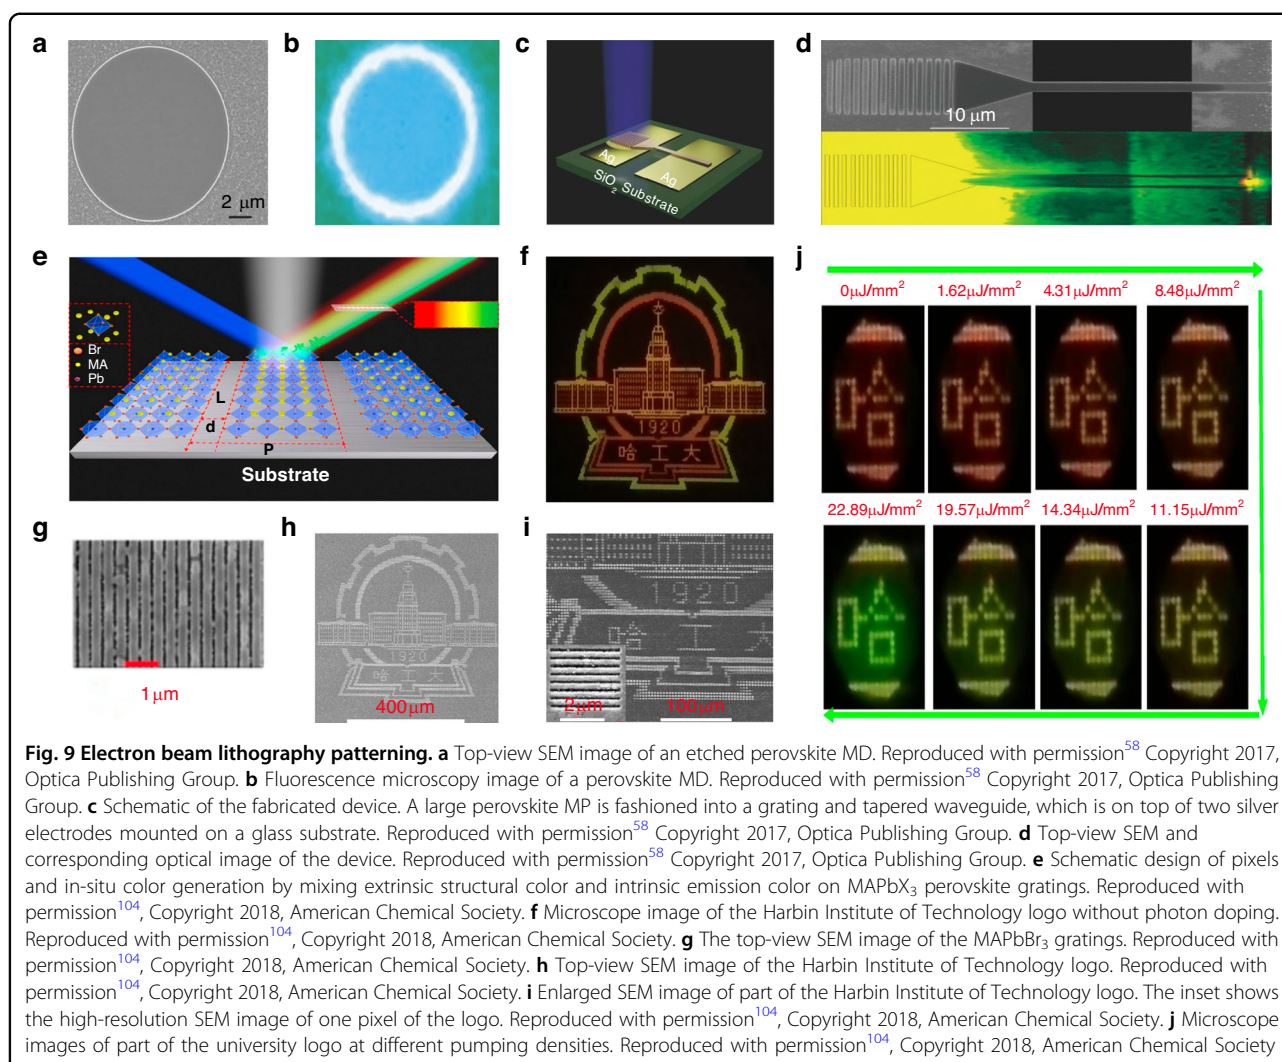 a
b
c
d
2 μm
Ag
Ag
SiO2 Substrate
10 μm
e
f
j
Br
MA
Pb
L
d
P
Substrate
1920
哈 工 大
0μJ/mm²
1.62μJ/mm²
4.31μJ/mm²
8.48μJ/mm²
22.89μJ/mm²
19.57μJ/mm²
14.34μJ/mm²
11.15μJ/mm²
g
h
i
1μm
1920
哈 工 大
400μm
1920
哈 工 大
2μm
100μm
Fig. 9 Electron beam lithography patterning. a Top-view SEM image of an etched perovskite MD. Reproduced with permission58 Copyright 2017,
Optica Publishing Group. b Fluorescence microscopy image of a perovskite MD. Reproduced with permission58 Copyright 2017, Optica Publishing
Group. c Schematic of the fabricated device. A large perovskite MP is fashioned into a grating and tapered waveguide, which is on top of two silver
electrodes mounted on a glass substrate. Reproduced with permission58 Copyright 2017, Optica Publishing Group. d Top-view SEM and
corresponding optical image of the device. Reproduced with permission58 Copyright 2017, Optica Publishing Group. e Schematic design of pixels
and in-situ color generation by mixing extrinsic structural color and intrinsic emission color on MAPbX3 perovskite gratings. Reproduced with
permission104, Copyright 2018, American Chemical Society. f Microscope image of the Harbin Institute of Technology logo without photon doping.
Reproduced with permission104, Copyright 2018, American Chemical Society. g The top-view SEM image of the MAPbBr3 gratings. Reproduced with
permission104, Copyright 2018, American Chemical Society. h Top-view SEM image of the Harbin Institute of Technology logo. Reproduced with
permission104, Copyright 2018, American Chemical Society. i Enlarged SEM image of part of the Harbin Institute of Technology logo. The inset shows
the high-resolution SEM image of one pixel of the logo. Reproduced with permission104, Copyright 2018, American Chemical Society. j Microscope
images of part of the university logo at different pumping densities. Reproduced with permission104, Copyright 2018, American Chemical Society